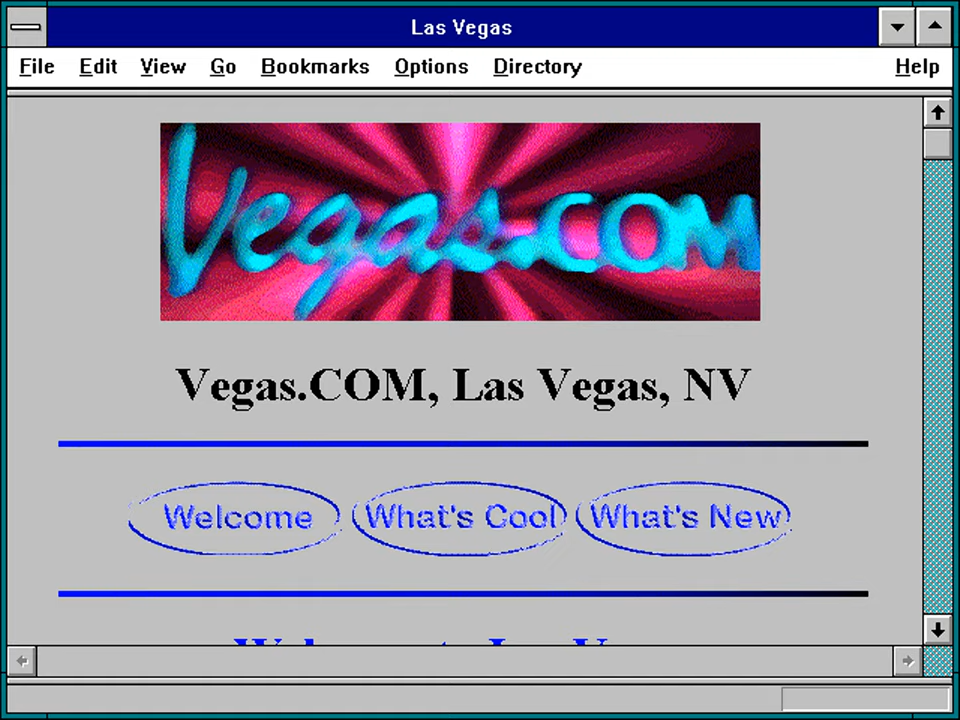 Las Vegas
File Edit View Go Bookmarks Options Directory Help
Vegas.COM
Vegas.COM, Las Vegas, NV
Welcome What's Cool What's New